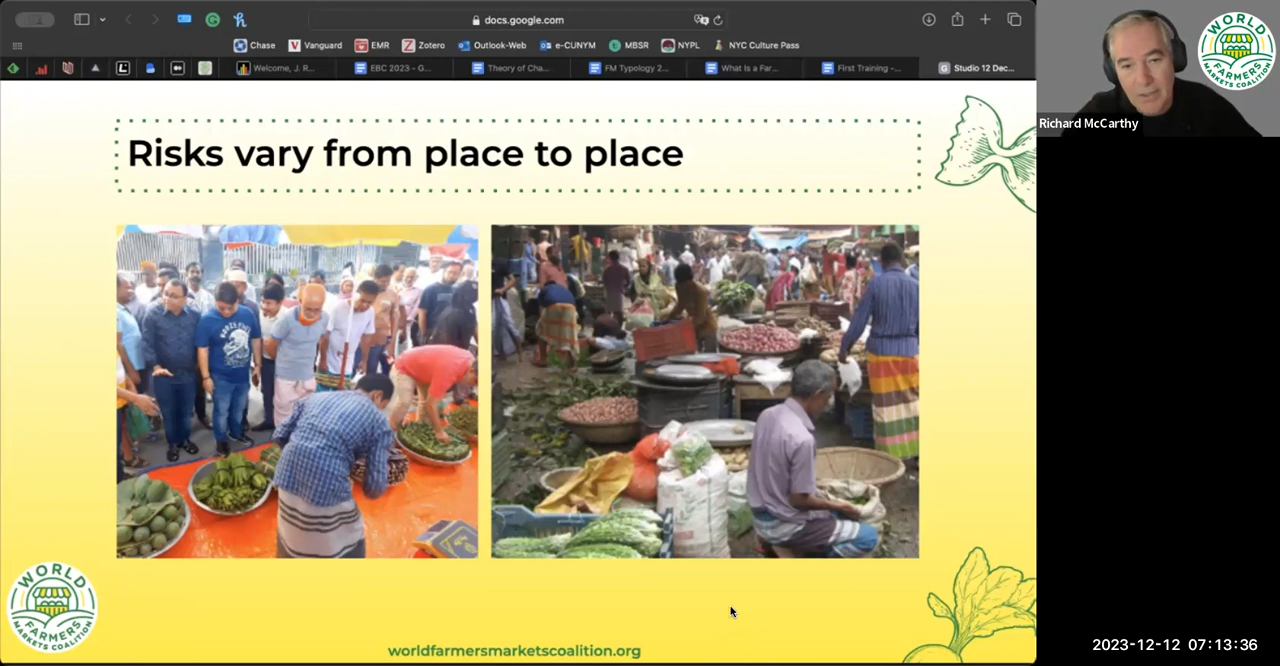 docs.google.com
Chase Vanguard EMR Zotero Outlook-Web e-CUNYM MBSR NYPL NYC Culture Pass
Welcome, J. R... EBC 2023 - G... Theory of Cha... FM Typology 2... What Is a Far... First Training -... Studio 12 Dec...
WORLD
FARMERS
MARKETS COALITION
Richard McCarthy
Risks vary from place to place
WORLD
FARMERS
MARKETS COALITION
worldfarmersmarketscoalition.org
2023-12-12 07:13:36